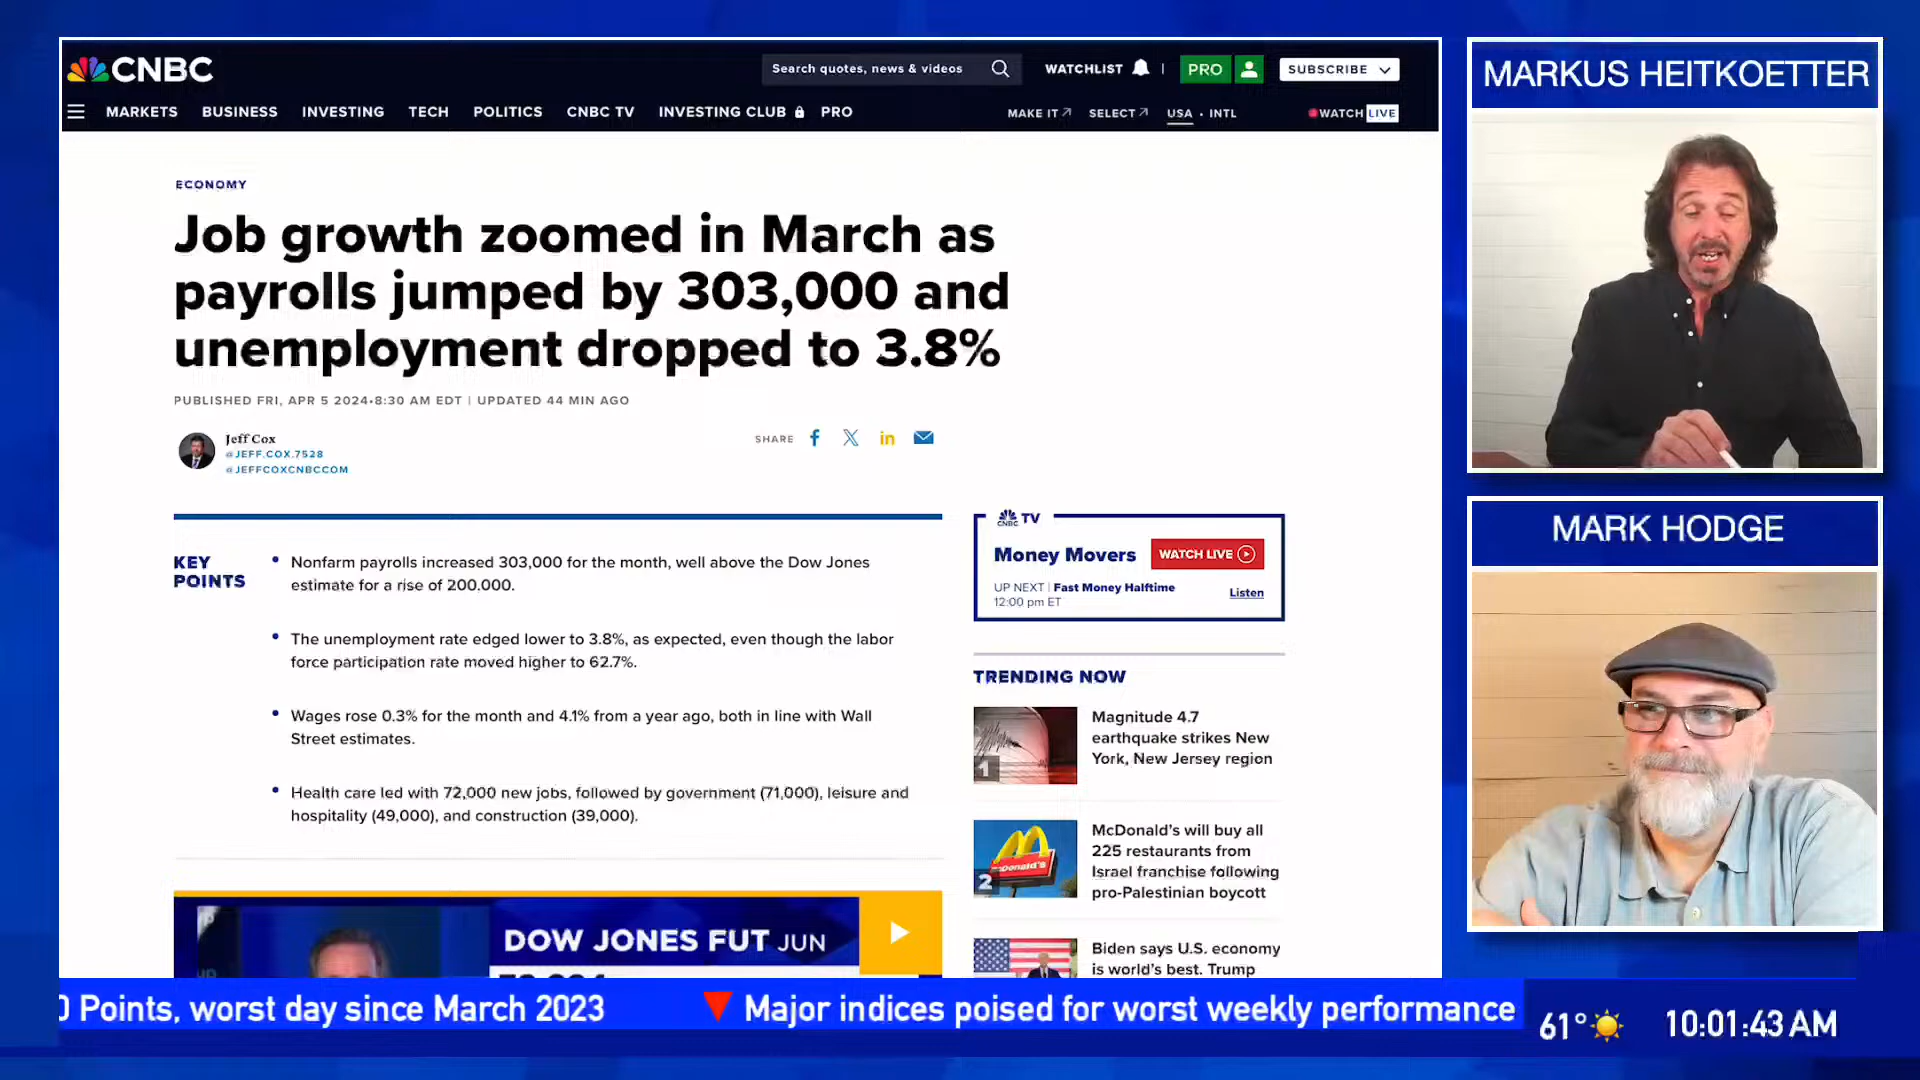 CNBC
Search quotes, news & videos
WATCHLIST
PRO
SUBSCRIBE
MARKETS BUSINESS INVESTING TECH POLITICS CNBC TV INVESTING CLUB PRO
MAKE IT SELECT USA • INTL
WATCH LIVE
ECONOMY
Job growth zoomed in March as
payrolls jumped by 303,000 and
unemployment dropped to 3.8%
PUBLISHED FRI, APR 5 2024•8:30 AM EDT | UPDATED 44 MIN AGO
Jeff Cox
@JEFF.COX.7528
@JEFFCOXCNBCCOM
SHARE
KEY
POINTS
• Nonfarm payrolls increased 303,000 for the month, well above the Dow Jones
estimate for a rise of 200.000.
• The unemployment rate edged lower to 3.8%, as expected, even though the labor
force participation rate moved higher to 62.7%.
• Wages rose 0.3% for the month and 4.1% from a year ago, both in line with Wall
Street estimates.
• Health care led with 72,000 new jobs, followed by government (71,000), leisure and
hospitality (49,000), and construction (39,000).
DOW JONES FUT JUN
CNBC TV
Money Movers
WATCH LIVE
UP NEXT | Fast Money Halftime
12:00 pm ET
Listen
TRENDING NOW
1
Magnitude 4.7
earthquake strikes New
York, New Jersey region
McDonald's
2
McDonald's will buy all
225 restaurants from
Israel franchise following
pro-Palestinian boycott
Biden says U.S. economy
is world's best. Trump
MARKUS HEITKOETTER
MARK HODGE
Points, worst day since March 2023
Major indices poised for worst weekly performance
61°
10:01:43 AM